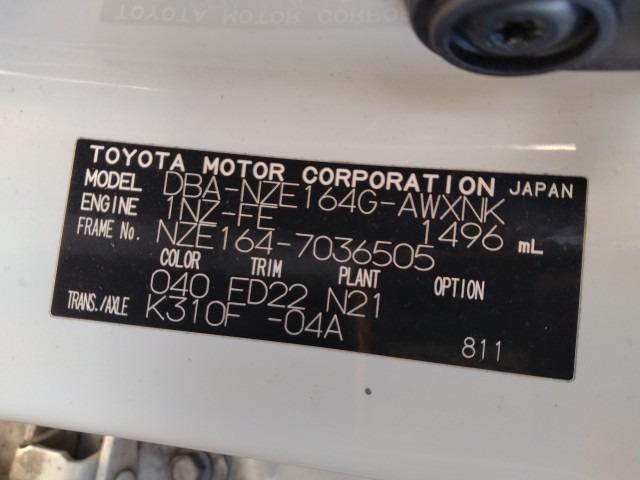 TOYOTA MOTOR CORPORATION JAPAN
MODEL DBA-NZE164G-AWXNK
ENGINE 1NZ-FE 1496 mL
FRAME No. NZE164-7036505
COLOR TRIM PLANT OPTION
040 FD22 N21
TRANS./AXLE K310F -04A
811